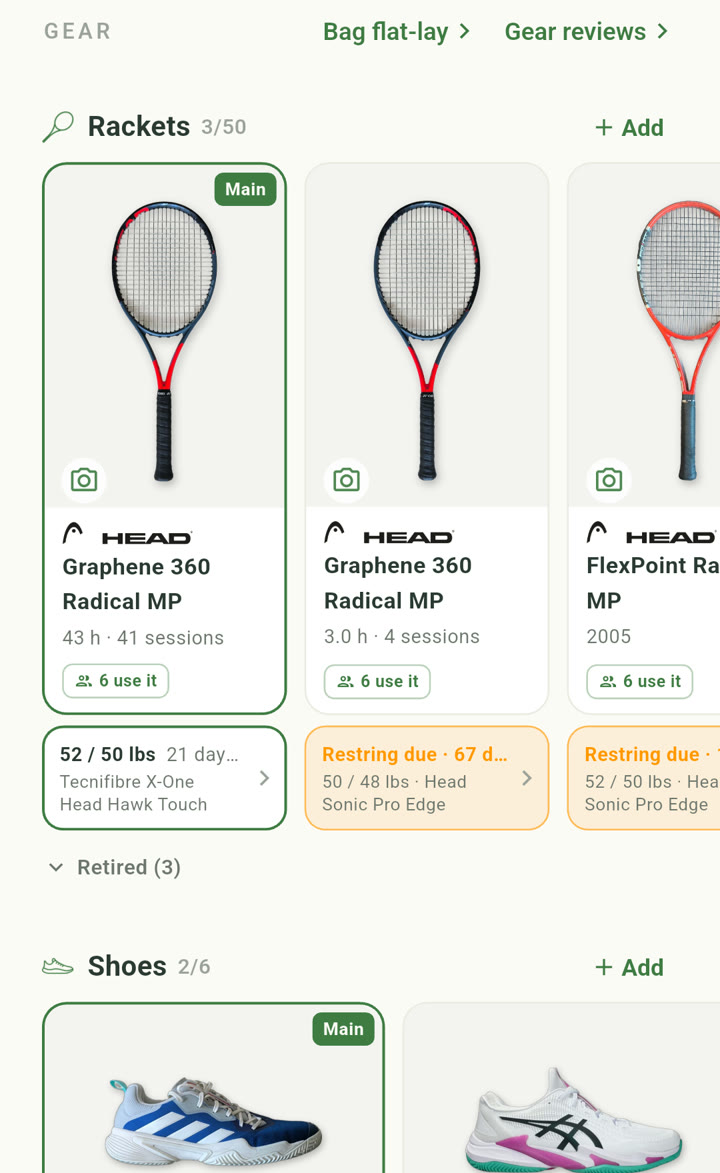 GEAR
Bag flat-lay
Gear reviews
Rackets 3/50
+ Add
Main
HEAD
Graphene 360
Radical MP
43 h · 41 sessions
6 use it
52 / 50 lbs 21 day…
Tecnifibre X-One
Head Hawk Touch
HEAD
Graphene 360
Radical MP
3.0 h · 4 sessions
6 use it
Restring due · 67 d…
50 / 48 lbs · Head
Sonic Pro Edge
HEAD
FlexPoint Ra
MP
2005
6 use it
Restring due ·
52 / 50 lbs · Hea
Sonic Pro Edge
Retired (3)
Shoes 2/6
+ Add
Main